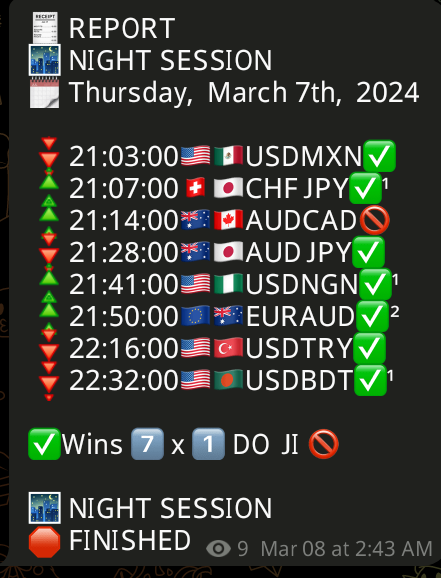 🧾 REPORT
🌃 NIGHT SESSION
🗓 Thursday, March 7th, 2024
🔽 21:03:00🇺🇸🇲🇽USDMXN✅
🔼 21:07:00🇨🇭🇯🇵CHF JPY✅¹
🔼 21:14:00🇦🇺🇨🇦AUDCAD🚫
🔽 21:28:00🇦🇺🇯🇵AUD JPY✅
🔼 21:41:00🇺🇸🇳🇬USDNGN✅¹
🔼 21:50:00🇪🇺🇦🇺EURAUD✅²
🔽 22:16:00🇺🇸🇹🇷USDTRY✅
🔽 22:32:00🇺🇸🇧🇩USDBDT✅¹
✅Wins 7️⃣ x 1️⃣ DO JI 🚫
🌃 NIGHT SESSION
🛑 FINISHED
9 Mar 08 at 2:43 AM